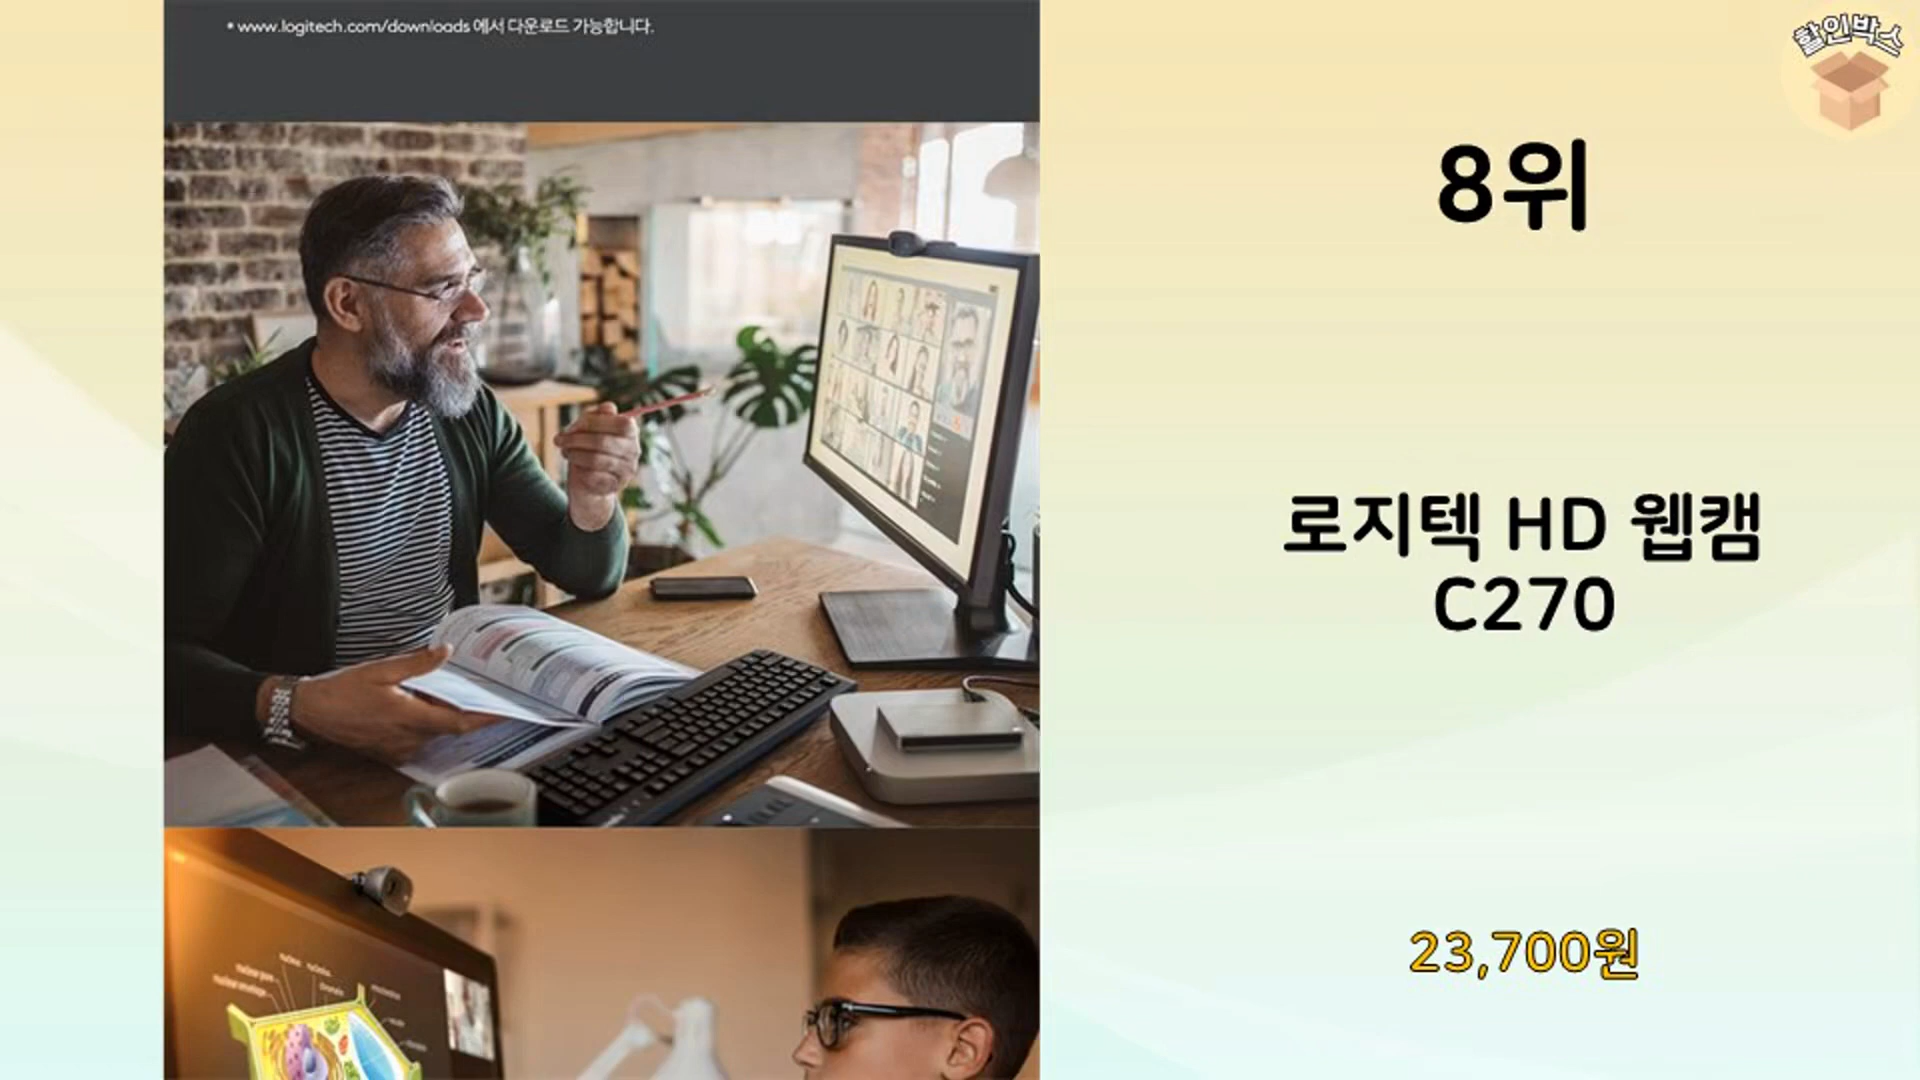 * www.logitech.com/downloads 에서 다운로드 가능합니다.
할인박스
8위
로지텍 HD 웹캠
C270
23,700원